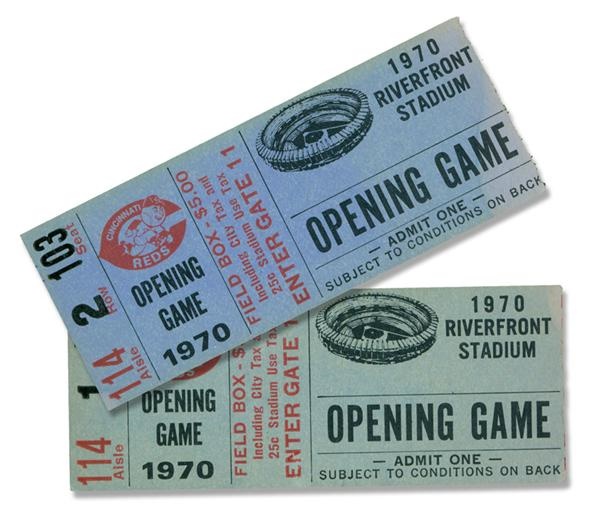 103 Seat
2 Row
114 Aisle
CINCINNATI
REDS
OPENING
GAME
1970
FIELD BOX - $5.00
Including City Tax and
25c Stadium Use Tax
ENTER GATE 11
1970
RIVERFRONT
STADIUM
OPENING GAME
— ADMIT ONE —
SUBJECT TO CONDITIONS ON BACK
1
114 Aisle
OPENING
GAME
1970
FIELD BOX - $
Including City Tax
25c Stadium Use Tax
ENTER GATE
1970
RIVERFRONT
STADIUM
OPENING GAME
— ADMIT ONE —
SUBJECT TO CONDITIONS ON BACK